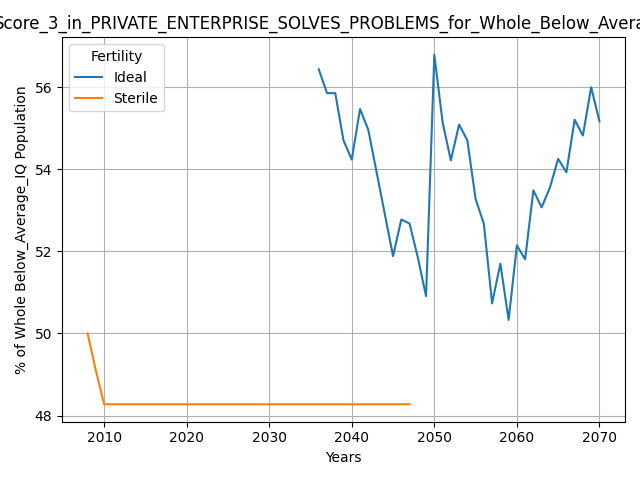 Score_3_in_PRIVATE_ENTERPRISE_SOLVES_PROBLEMS_for_Whole_Below_Avera
Fertility
Ideal
Sterile
% of Whole Below_Average_IQ Population
56
54
52
50
48
2010 2020 2030 2040 2050 2060 2070
Years